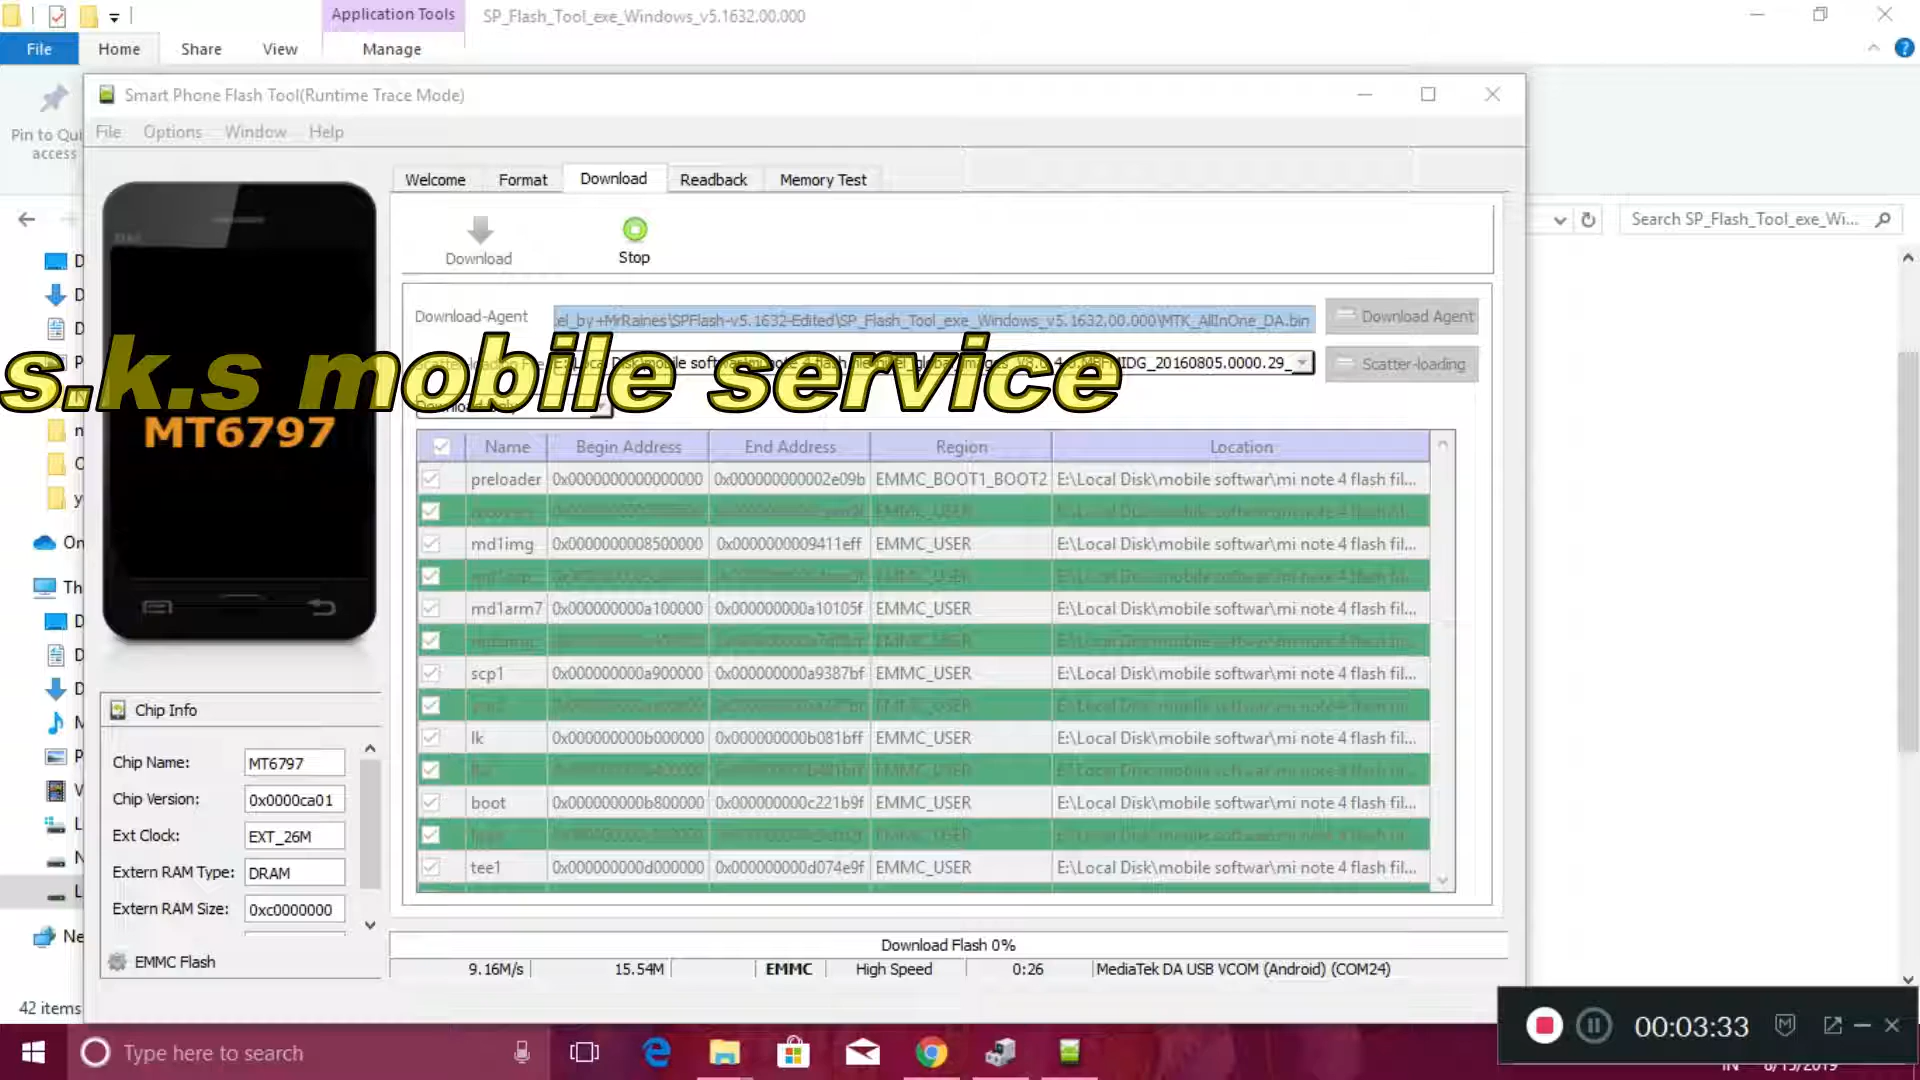 Application Tools
SP_Flash_Tool_exe_Windows_v5.1632.00.000
File
Home
Share
View
Manage
Smart Phone Flash Tool(Runtime Trace Mode)
Pin to Qui
access
File Options Window Help
Welcome Format Download Readback Memory Test
Search SP_Flash_Tool_exe_Wi...
Download
Stop
Download-Agent
.el_by+MrRaines\SPFlash-v5.1632-Edited\SP_Flash_Tool_exe_Windows_v5.1632.00.000\MTK_AllInOne_DA.bin
Download Agent
Scatter-loading
s.k.s mobile service
MT6797
Name Begin Address End Address Region Location
preloader 0x0000000000000000 0x000000000002e09b EMMC_BOOT1_BOOT2 E:\Local Disk\mobile softwar\mi note 4 flash fil...
md1img 0x0000000008500000 0x0000000009411eff EMMC_USER E:\Local Disk\mobile softwar\mi note 4 flash fil...
md1arm7 0x000000000a100000 0x000000000a10105f EMMC_USER E:\Local Disk\mobile softwar\mi note 4 flash fil...
scp1 0x000000000a900000 0x000000000a9387bf EMMC_USER E:\Local Disk\mobile softwar\mi note 4 flash fil...
lk 0x000000000b000000 0x000000000b081bff EMMC_USER E:\Local Disk\mobile softwar\mi note 4 flash fil...
boot 0x000000000b800000 0x000000000c221b9f EMMC_USER E:\Local Disk\mobile softwar\mi note 4 flash fil...
tee1 0x000000000d000000 0x000000000d074e9f EMMC_USER E:\Local Disk\mobile softwar\mi note 4 flash fil...
Chip Info
Chip Name: MT6797
Chip Version: 0x0000ca01
Ext Clock: EXT_26M
Extern RAM Type: DRAM
Extern RAM Size: 0xc0000000
EMMC Flash
Download Flash 0%
9.16M/s 15.54M EMMC High Speed 0:26 MediaTek DA USB VCOM (Android) (COM24)
42 items
Type here to search
00:03:33
8/15/2019